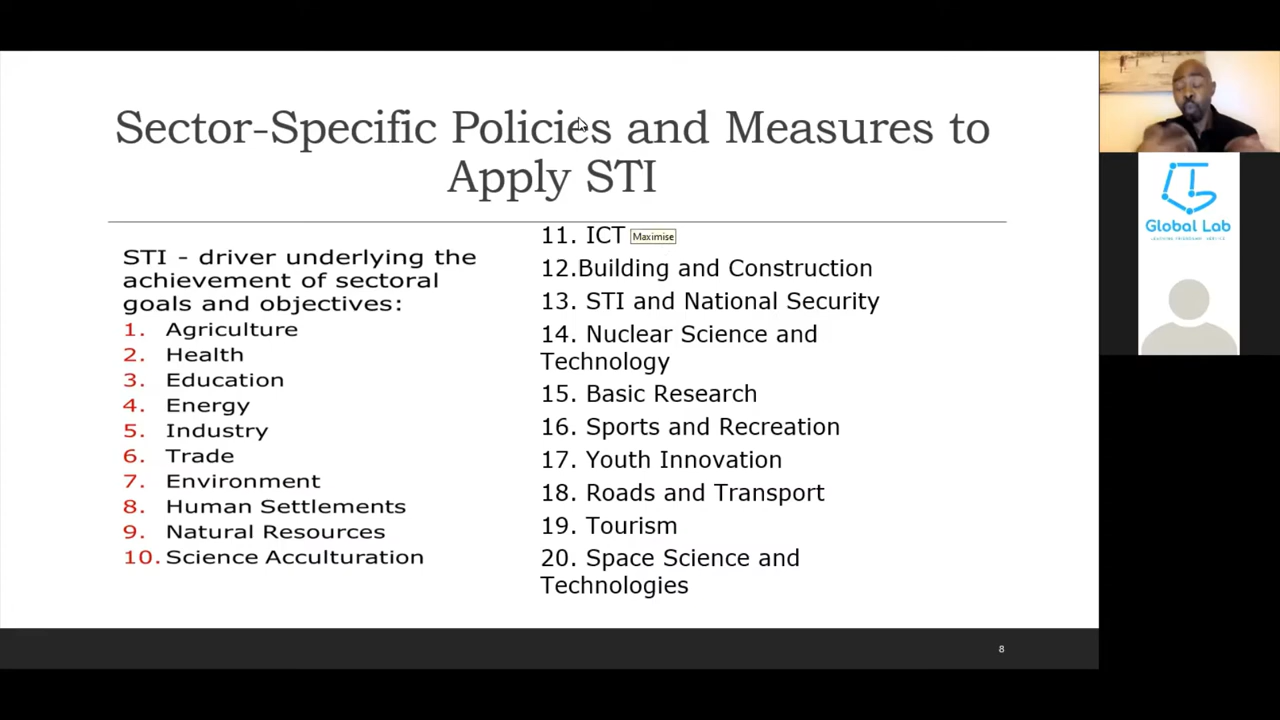 Sector-Specific Policies and Measures to
Apply STI
STI - driver underlying the
achievement of sectoral
goals and objectives:
1. Agriculture
2. Health
3. Education
4. Energy
5. Industry
6. Trade
7. Environment
8. Human Settlements
9. Natural Resources
10. Science Acculturation
11. ICT
Maximise
12.Building and Construction
13. STI and National Security
14. Nuclear Science and
Technology
15. Basic Research
16. Sports and Recreation
17. Youth Innovation
18. Roads and Transport
19. Tourism
20. Space Science and
Technologies
8
Global Lab